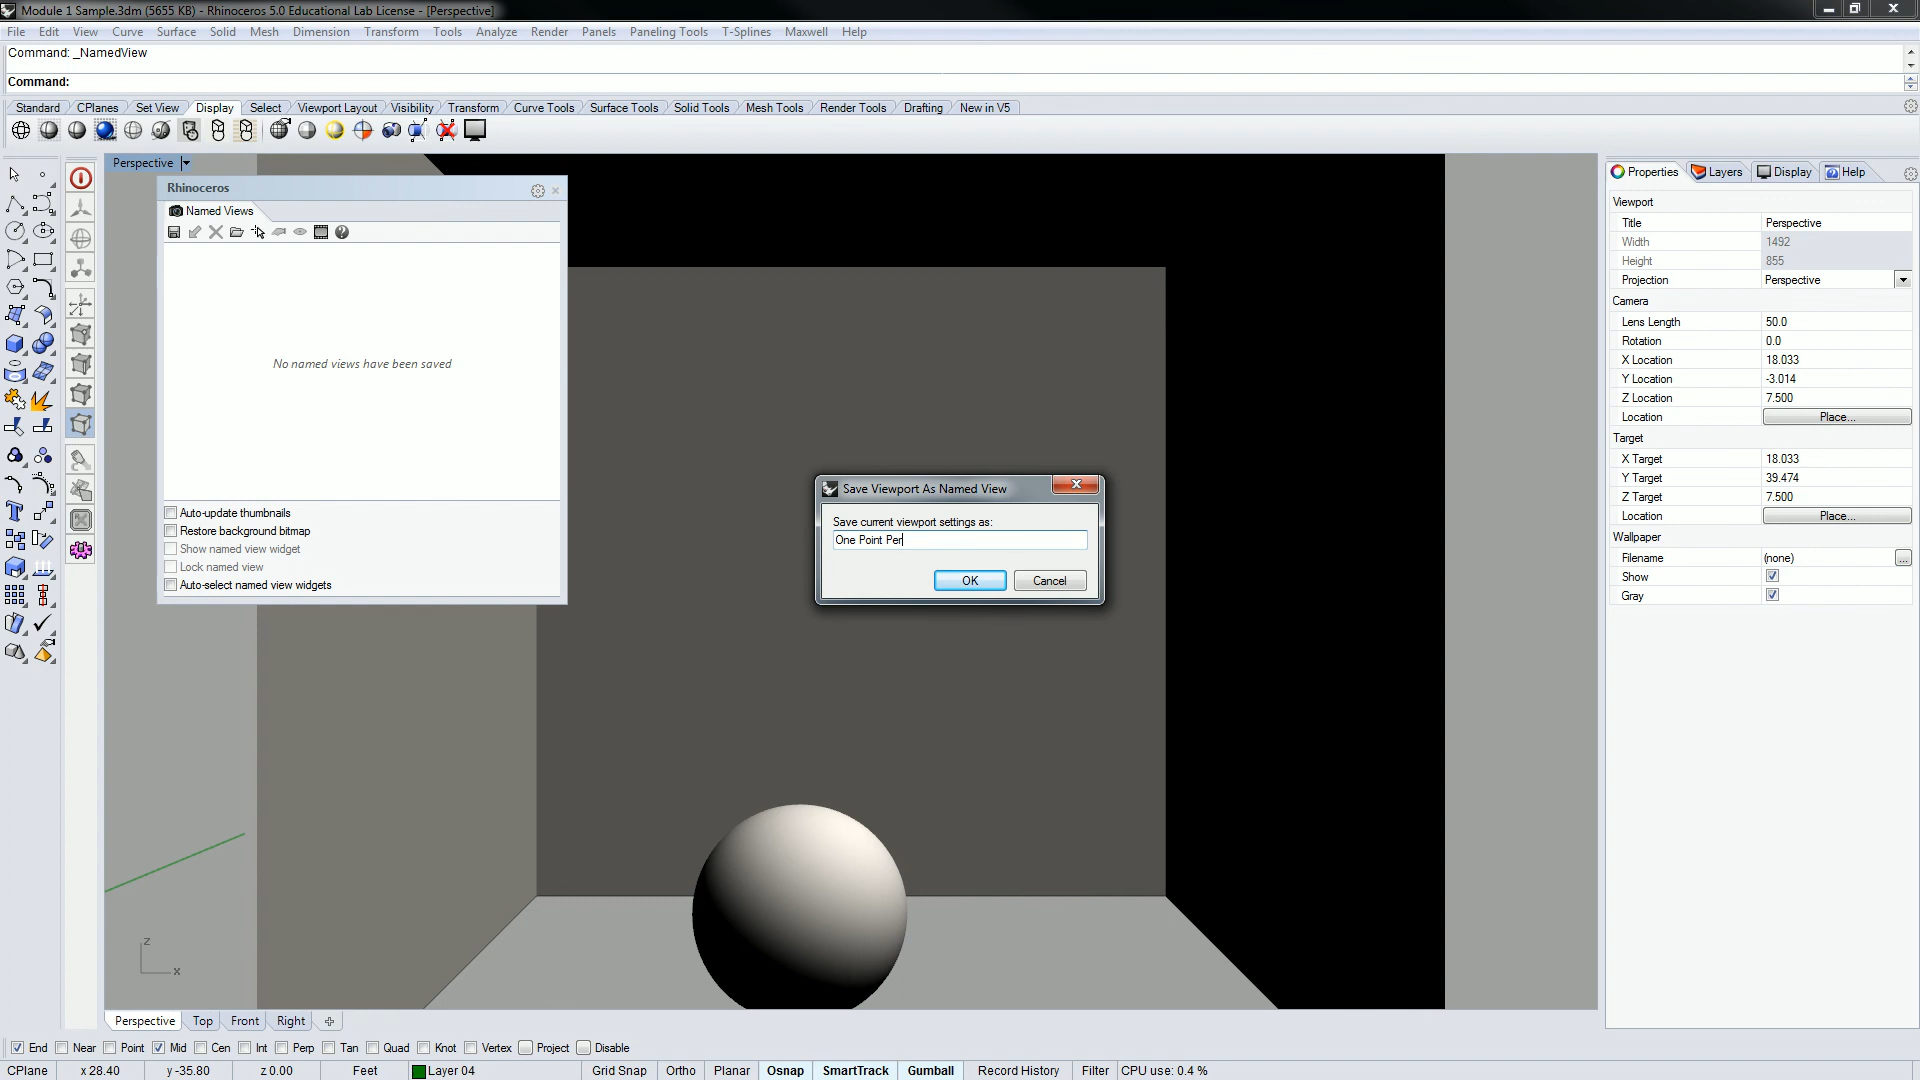 Module 1 Sample.3dm (5655 KB) - Rhinoceros 5.0 Educational Lab License - [Perspective]
File Edit View Curve Surface Solid Mesh Dimension Transform Tools Analyze Render Panels Paneling Tools T-Splines Maxwell Help
Command: _NamedView
Command:
Standard CPlanes Set View Display Select Viewport Layout Visibility Transform Curve Tools Surface Tools Solid Tools Mesh Tools Render Tools Drafting New in V5
Perspective
Rhinoceros
Named Views
No named views have been saved
Auto-update thumbnails
Restore background bitmap
Show named view widget
Lock named view
Auto-select named view widgets
Save Viewport As Named View
Save current viewport settings as:
One Point Per
OK Cancel
Properties Layers Display Help
Viewport
Title Perspective
Width 1492
Height 855
Projection Perspective
Camera
Lens Length 50.0
Rotation 0.0
X Location 18.033
Y Location -3.014
Z Location 7.500
Location Place...
Target
X Target 18.033
Y Target 39.474
Z Target 7.500
Location Place...
Wallpaper
Filename (none) ...
Show
Gray
z
x
Perspective Top Front Right
End Near Point Mid Cen Int Perp Tan Quad Knot Vertex Project Disable
CPlane x 28.40 y -35.80 z 0.00 Feet Layer 04 Grid Snap Ortho Planar Osnap SmartTrack Gumball Record History Filter CPU use: 0.4 %